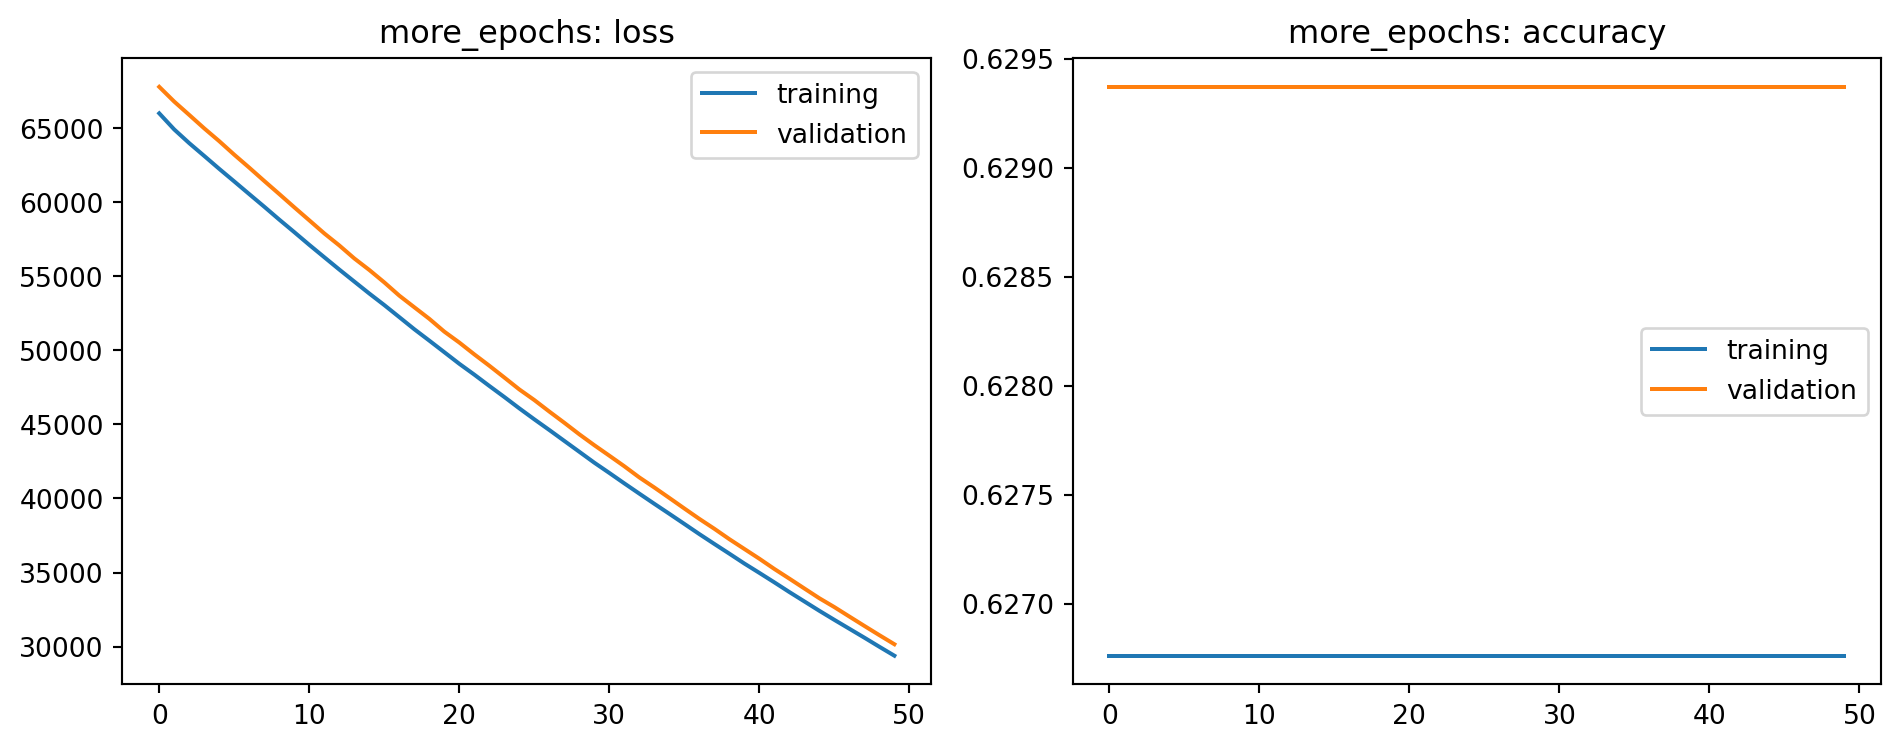 more_epochs: loss
training
validation
65000
60000
55000
50000
45000
40000
35000
30000
0 10 20 30 40 50
more_epochs: accuracy
0.6295
0.6290
0.6285
0.6280
0.6275
0.6270
training
validation
0 10 20 30 40 50